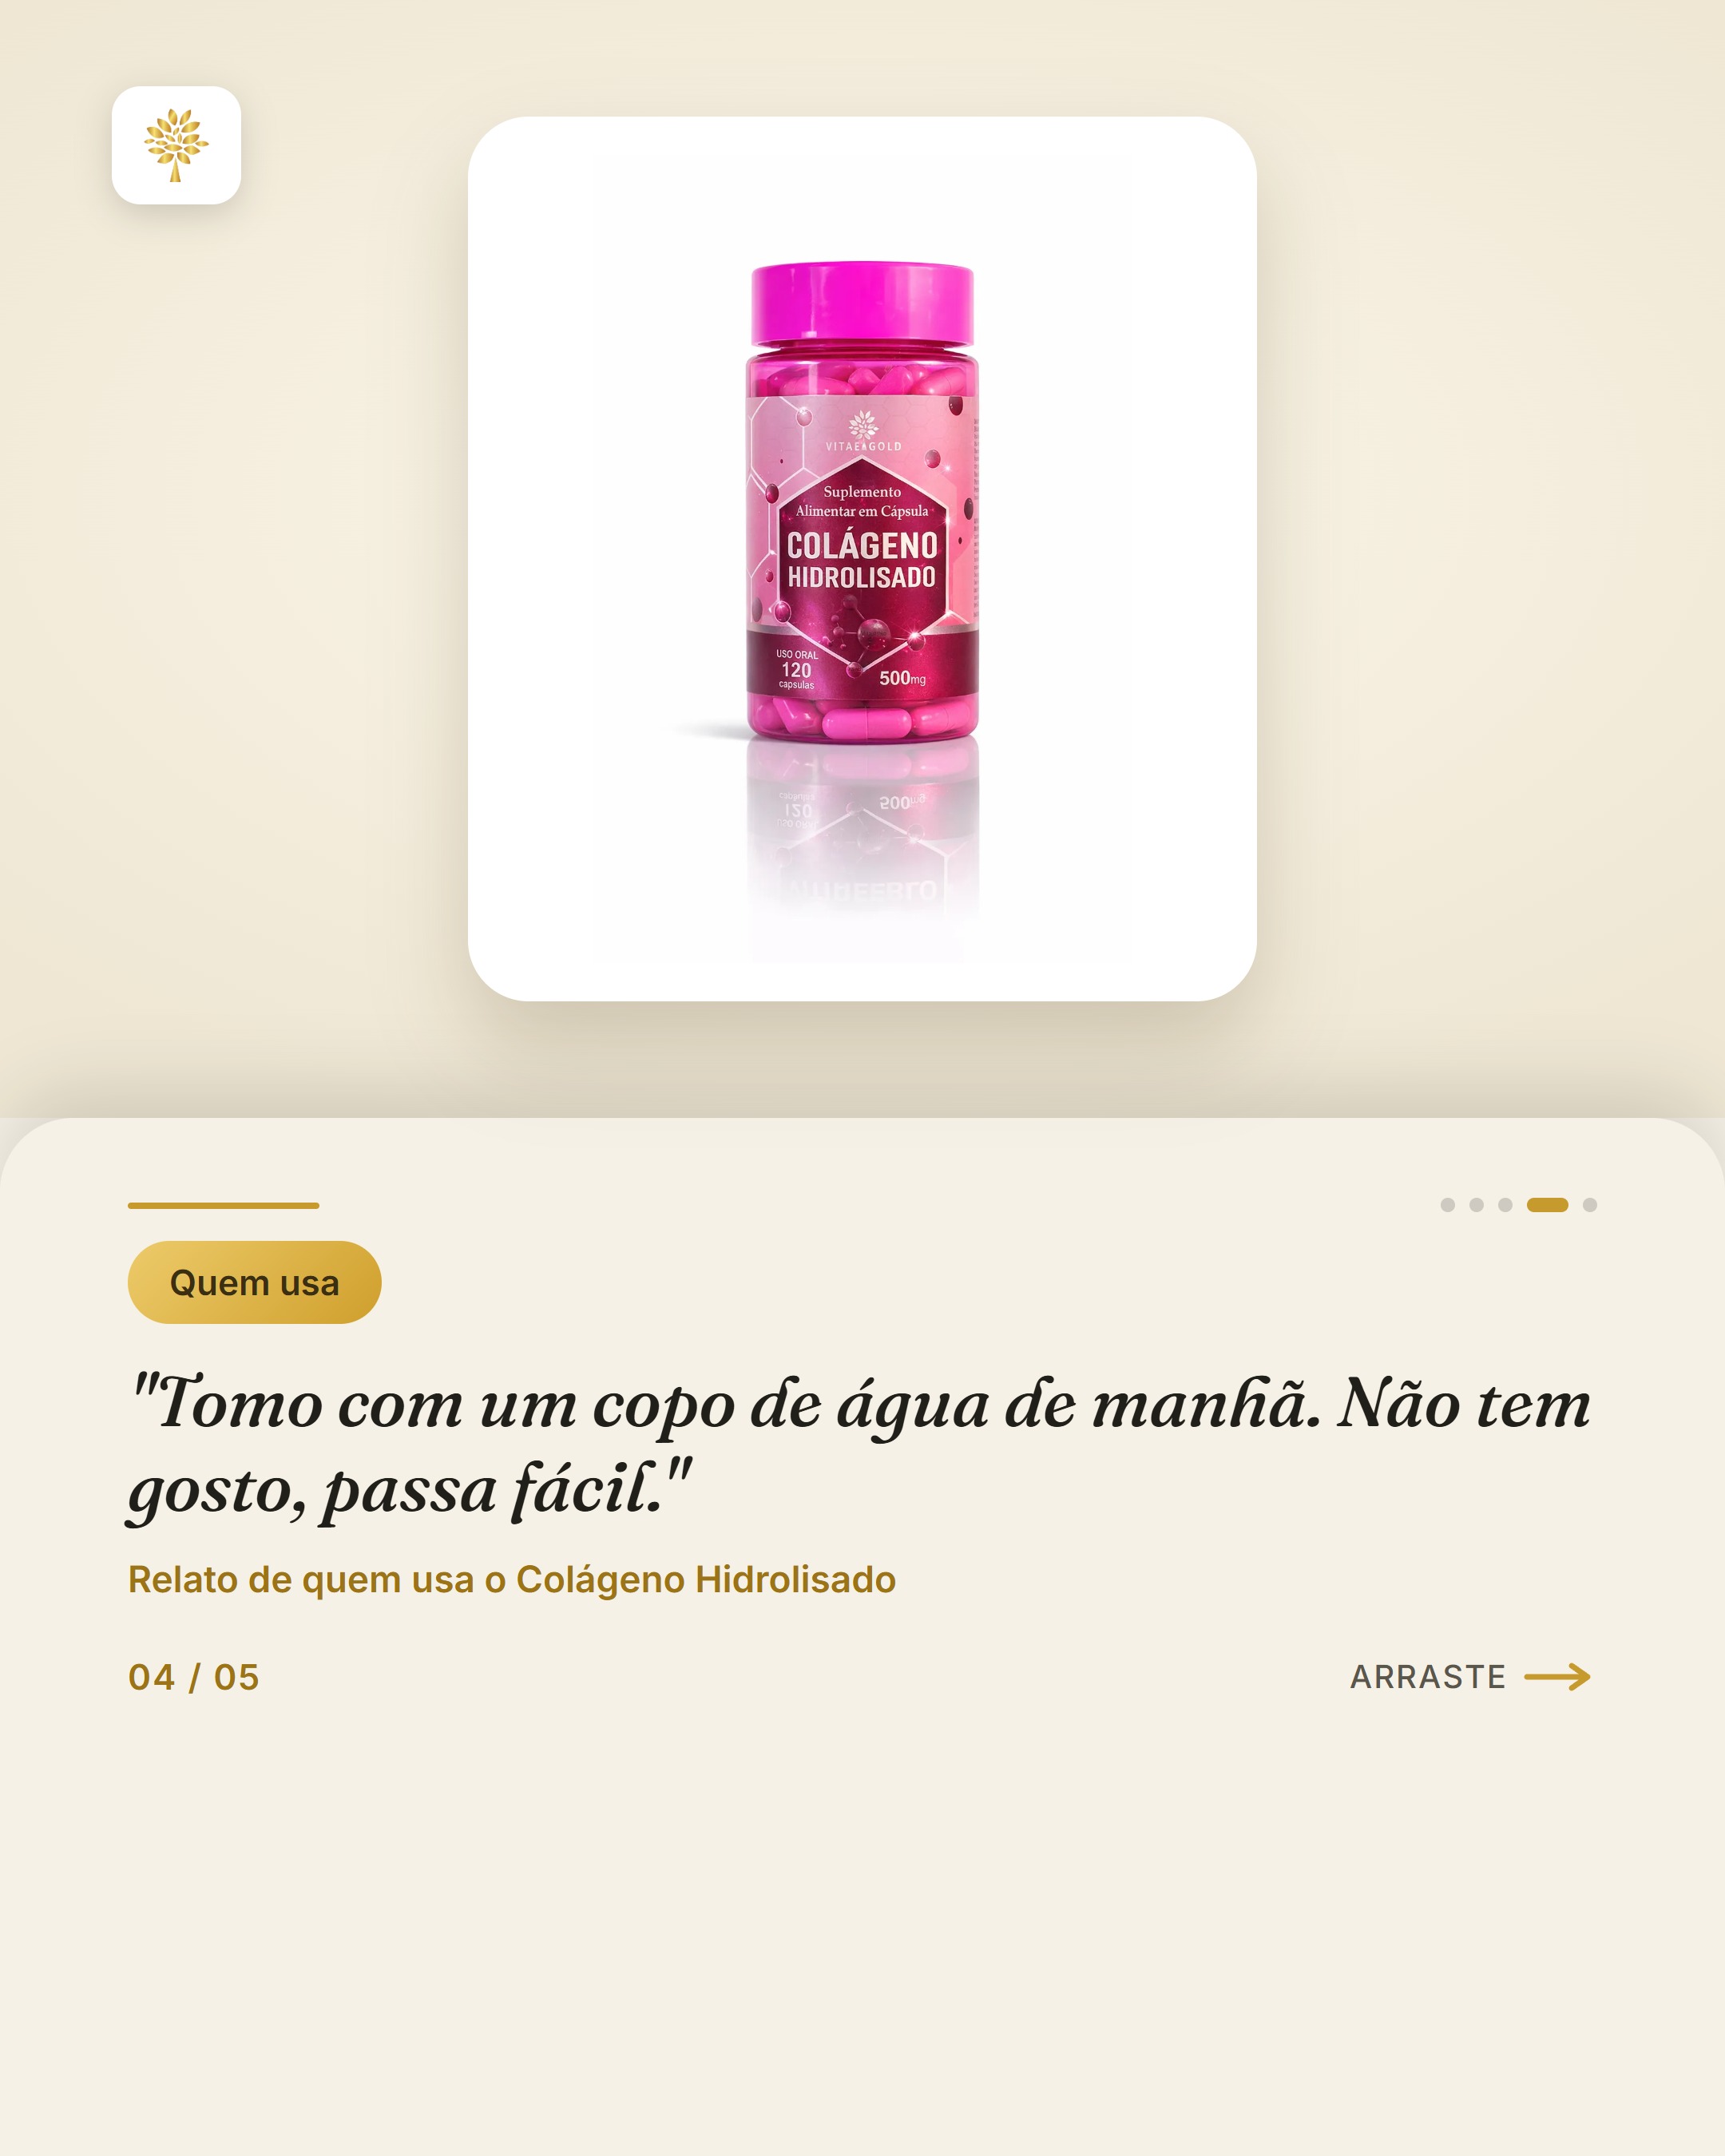 VITAE GOLD
Suplemento
Alimentar em Cápsula
COLÁGENO
HIDROLISADO
USO ORAL
120
capsulas
500mg
Quem usa
"Tomo com um copo de água de manhã. Não tem
gosto, passa fácil."
Relato de quem usa o Colágeno Hidrolisado
04 / 05
ARRASTE